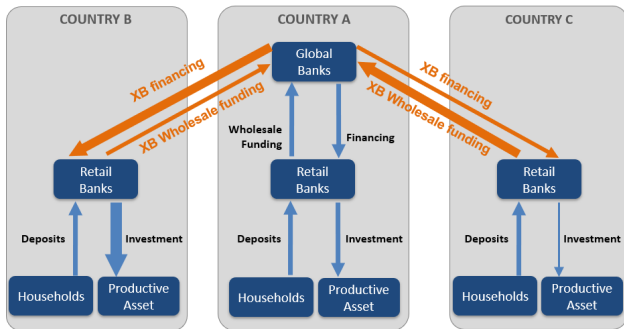 COUNTRY B
COUNTRY A
COUNTRY C
Global
Banks
XB financing
XB Wholesale funding
XB financing
XB Wholesale funding
Wholesale
Funding
Financing
Retail
Banks
Retail
Banks
Retail
Banks
Deposits
Investment
Deposits
Investment
Deposits
Investment
Households
Productive
Asset
Households
Productive
Asset
Households
Productive
Asset